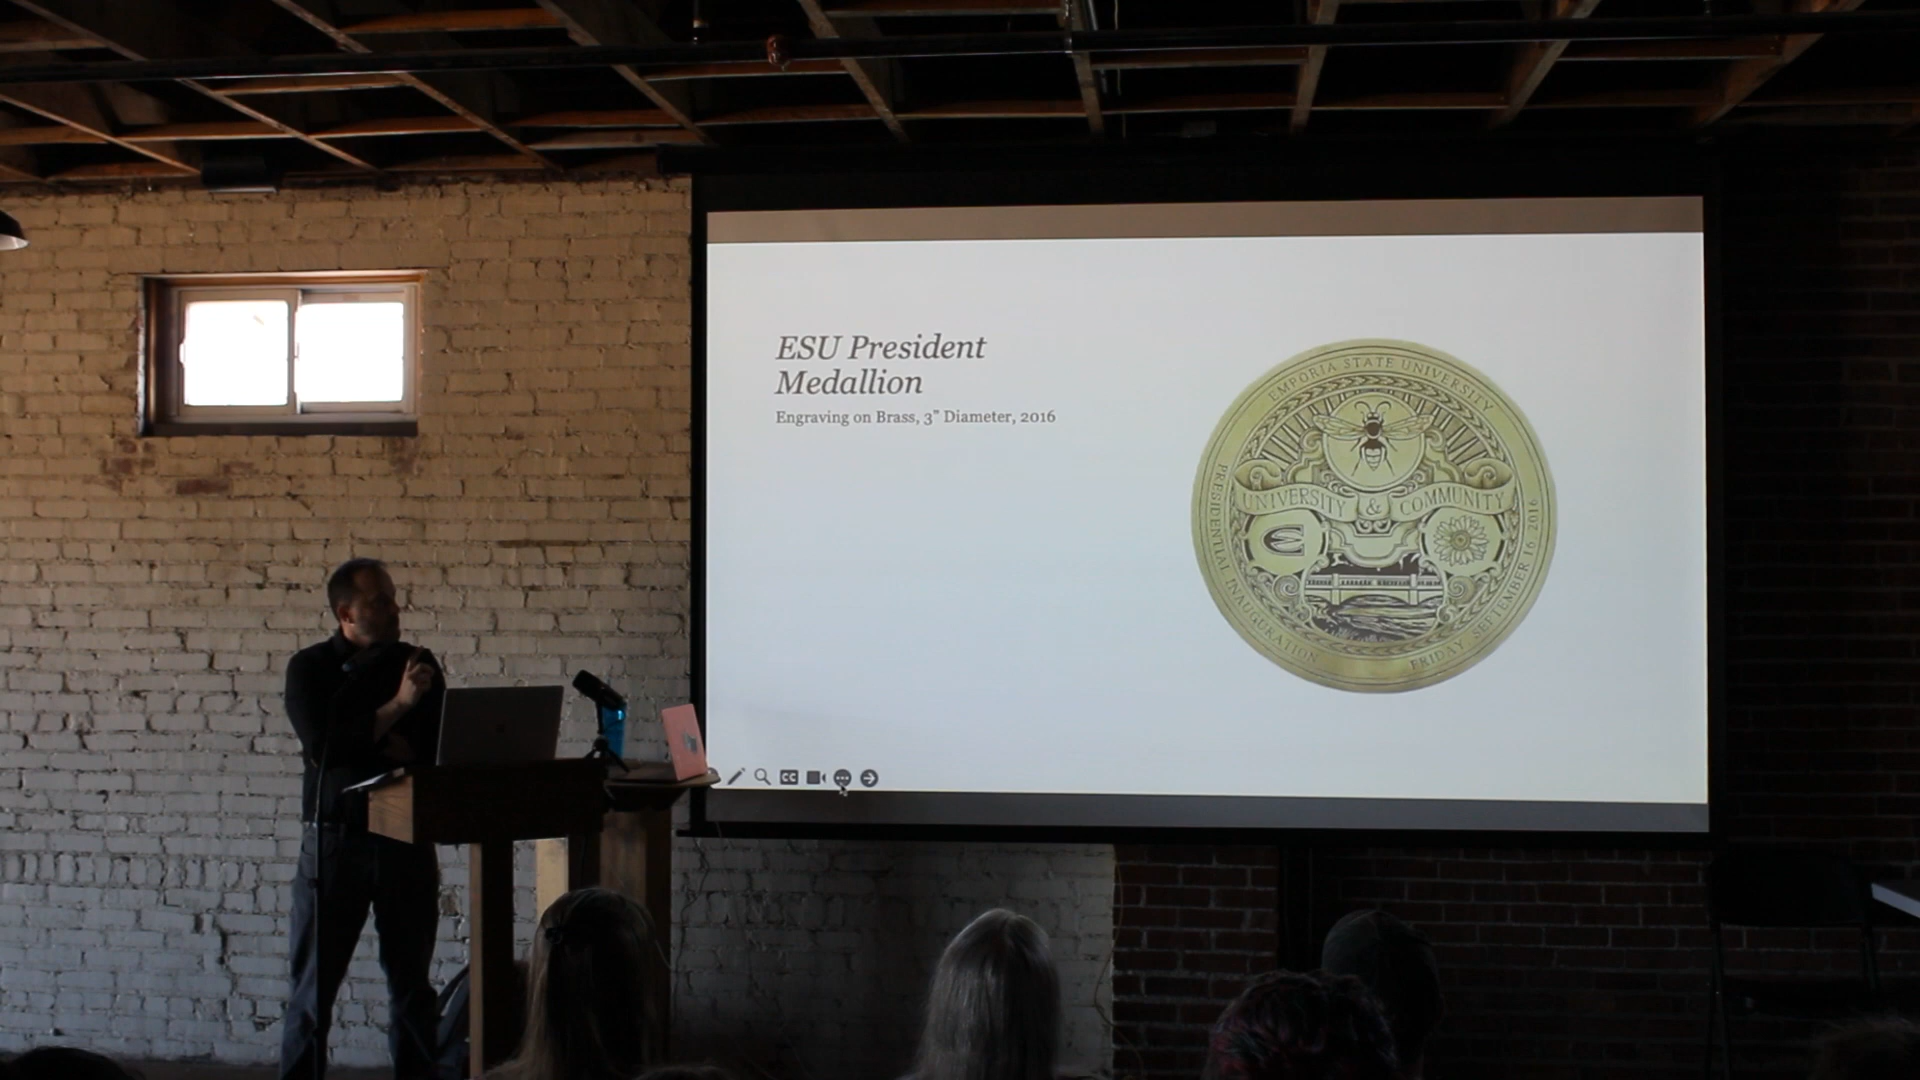 ESU President
Medallion
Engraving on Brass, 3" Diameter, 2016
EMPORIA STATE UNIVERSITY
UNIVERSITY & COMMUNITY
E
PRESIDENTIAL INAUGURATION
FRIDAY SEPTEMBER 16 2016
CC